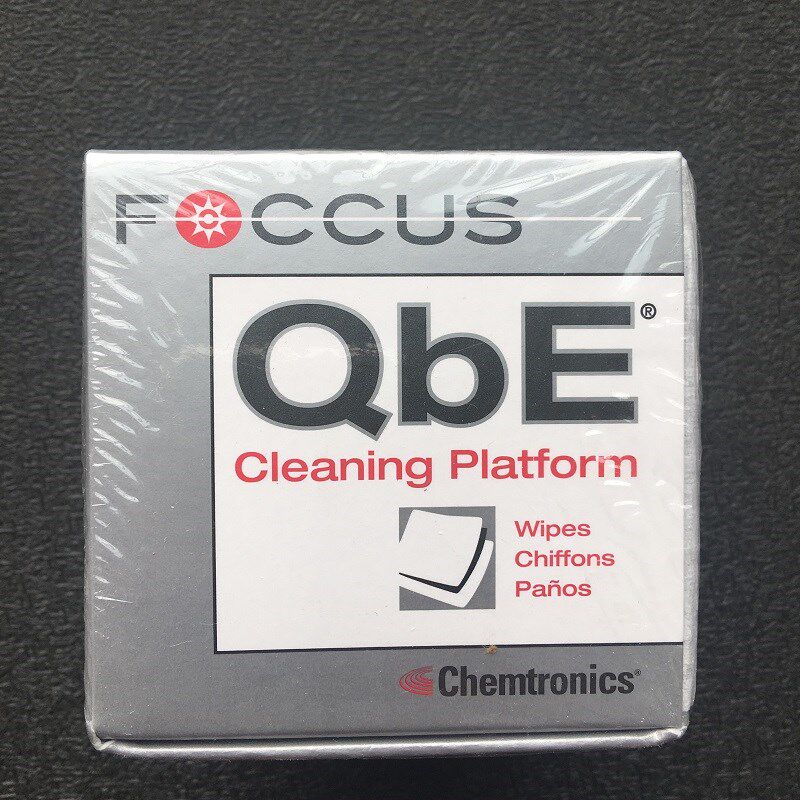 FOCCUS
QbE®
Cleaning Platform
Wipes
Chiffons
Paños
Chemtronics®